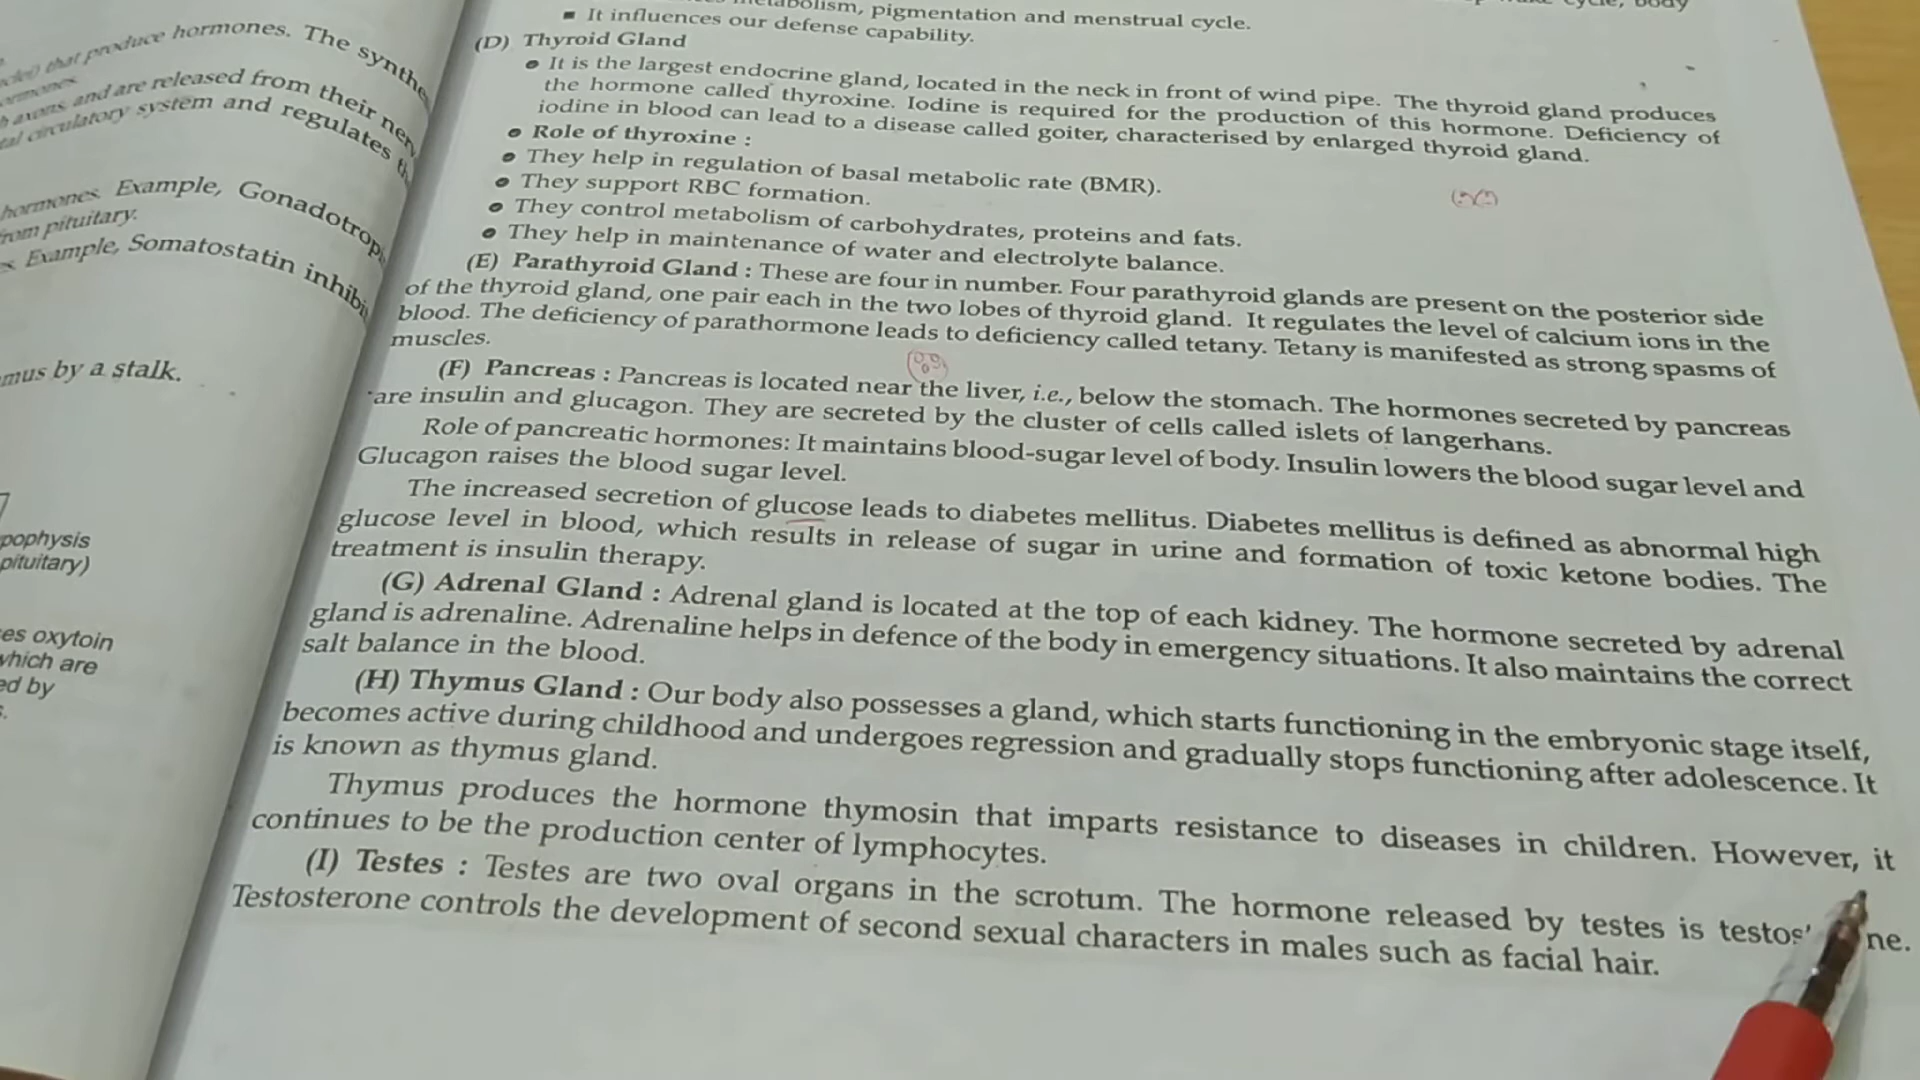 cycle, body
metabolism, pigmentation and menstrual cycle.
▪ It influences our defense capability.
(D) Thyroid Gland
● It is the largest endocrine gland, located in the neck in front of wind pipe. The thyroid gland produces
the hormone called thyroxine. Iodine is required for the production of this hormone. Deficiency of
iodine in blood can lead to a disease called goiter, characterised by enlarged thyroid gland.
● Role of thyroxine :
● They help in regulation of basal metabolic rate (BMR).
● They support RBC formation.
● They control metabolism of carbohydrates, proteins and fats.
● They help in maintenance of water and electrolyte balance.
(E) Parathyroid Gland : These are four in number. Four parathyroid glands are present on the posterior side
of the thyroid gland, one pair each in the two lobes of thyroid gland. It regulates the level of calcium ions in the
blood. The deficiency of parathormone leads to deficiency called tetany. Tetany is manifested as strong spasms of
muscles.
(F) Pancreas : Pancreas is located near the liver, i.e., below the stomach. The hormones secreted by pancreas
are insulin and glucagon. They are secreted by the cluster of cells called islets of langerhans.
Role of pancreatic hormones: It maintains blood-sugar level of body. Insulin lowers the blood sugar level and
Glucagon raises the blood sugar level.
The increased secretion of glucose leads to diabetes mellitus. Diabetes mellitus is defined as abnormal high
glucose level in blood, which results in release of sugar in urine and formation of toxic ketone bodies. The
treatment is insulin therapy.
(G) Adrenal Gland : Adrenal gland is located at the top of each kidney. The hormone secreted by adrenal
gland is adrenaline. Adrenaline helps in defence of the body in emergency situations. It also maintains the correct
salt balance in the blood.
(H) Thymus Gland : Our body also possesses a gland, which starts functioning in the embryonic stage itself,
becomes active during childhood and undergoes regression and gradually stops functioning after adolescence. It
is known as thymus gland.
Thymus produces the hormone thymosin that imparts resistance to diseases in children. However, it
continues to be the production center of lymphocytes.
(I) Testes : Testes are two oval organs in the scrotum. The hormone released by testes is testos ne.
Testosterone controls the development of second sexual characters in males such as facial hair.
that produce hormones. The synthe
axons, and are released from their ner
circulatory system and regulates th
hormones. Example, Gonadotropi
from pituitary.
Example, Somatostatin inhibi
mus by a stalk.
pophysis
pituitary)
es oxytoin
which are
ed by